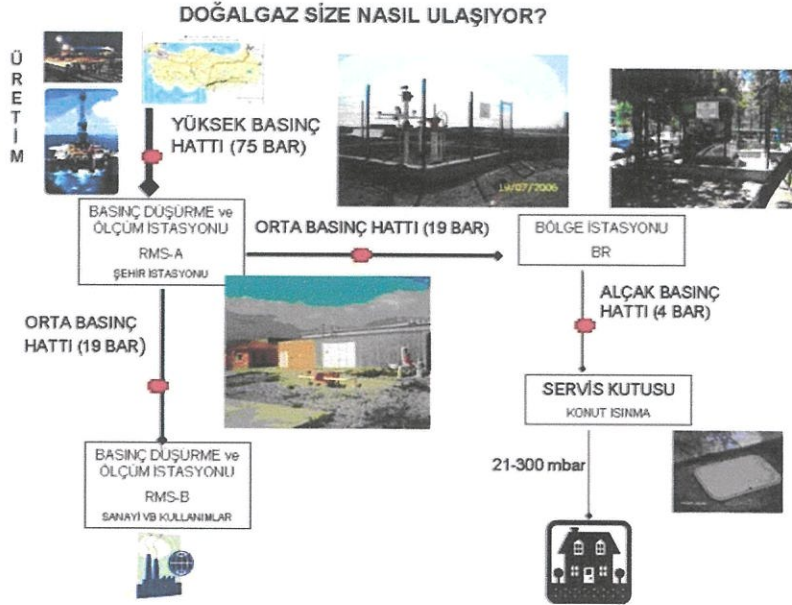 DOĞALGAZ SİZE NASIL ULAŞIYOR?
ÜRETİM
YÜKSEK BASINÇ
HATTI (75 BAR)
19/07/2006
BASINÇ DÜŞÜRME ve
ÖLÇÜM İSTASYONU
RMS-A
ŞEHİR İSTASYONU
ORTA BASINÇ HATTI (19 BAR)
BÖLGE İSTASYONU
BR
ORTA BASINÇ
HATTI (19 BAR)
ALÇAK BASINÇ
HATTI (4 BAR)
SERVİS KUTUSU
KONUT ISINMA
BASINÇ DÜŞÜRME ve
ÖLÇÜM İSTASYONU
RMS-B
SANAYİ VB KULLANIMLAR
21-300 mbar